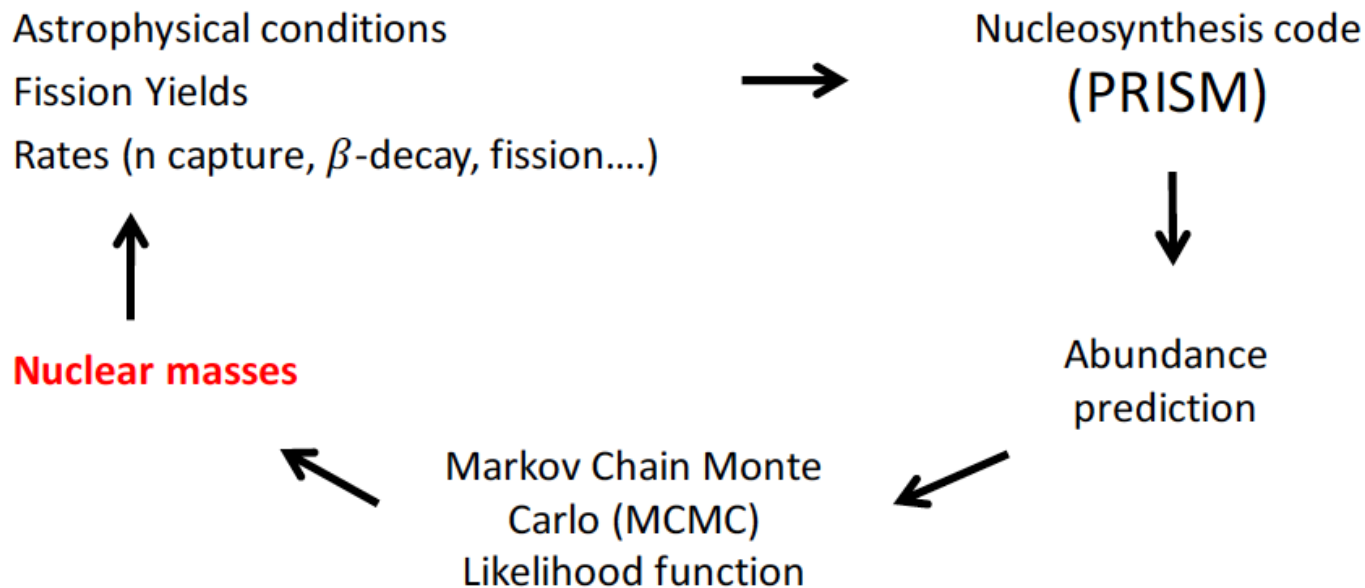 Astrophysical conditions
Fission Yields
Rates (n capture, β-decay, fission....)
Nucleosynthesis code
(PRISM)
Abundance
prediction
Markov Chain Monte
Carlo (MCMC)
Likelihood function
Nuclear masses